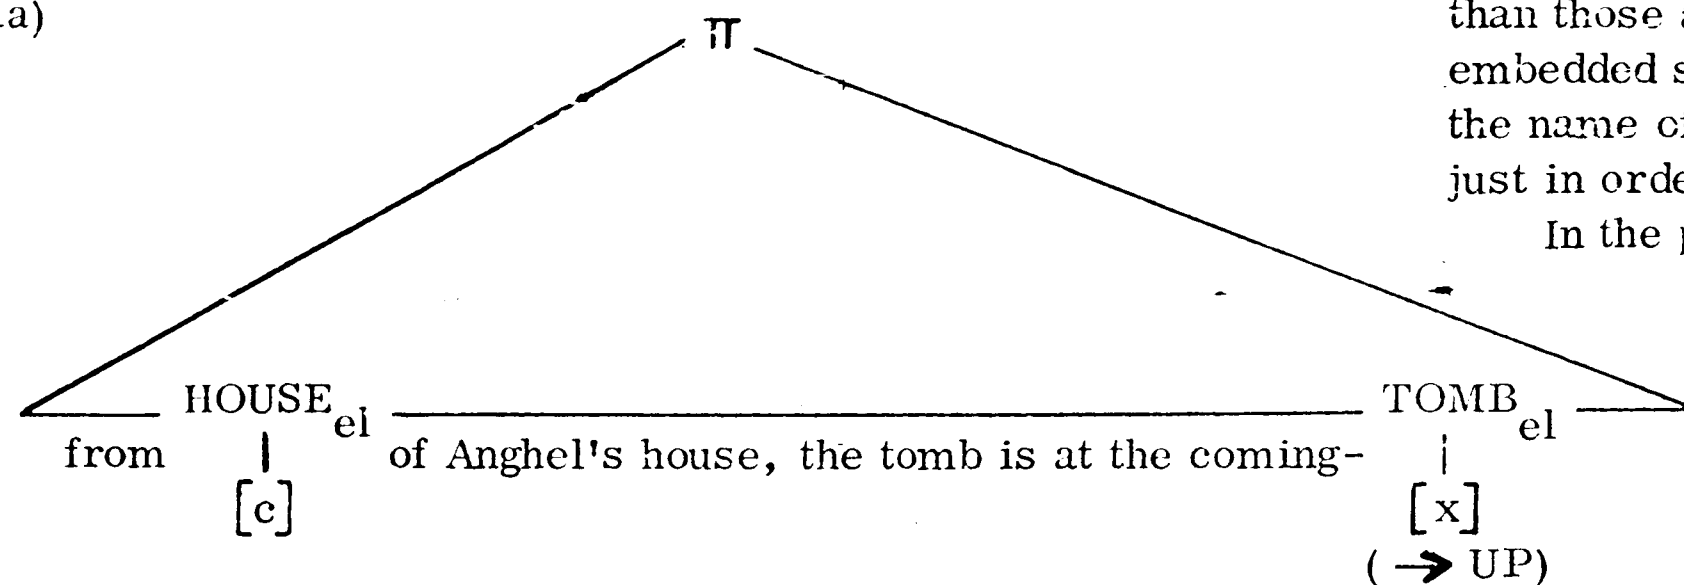 .a)
π
than those
embedded s
the name of
just in orde
In the p
HOUSE el TOMB el
from of Anghel's house, the tomb is at the coming-
[c] [x]
( → UP)